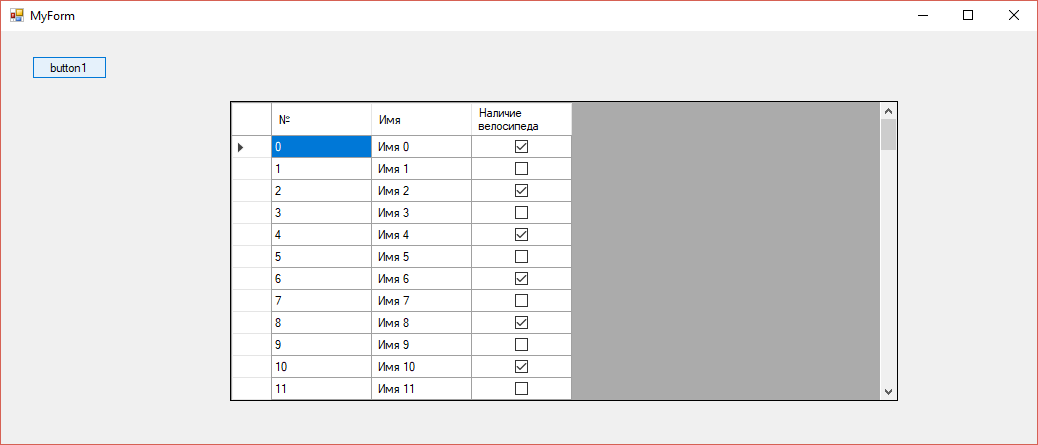 MyForm
button1
№ Имя Наличие
велосипеда
0 Имя 0
1 Имя 1
2 Имя 2
3 Имя 3
4 Имя 4
5 Имя 5
6 Имя 6
7 Имя 7
8 Имя 8
9 Имя 9
10 Имя 10
11 Имя 11